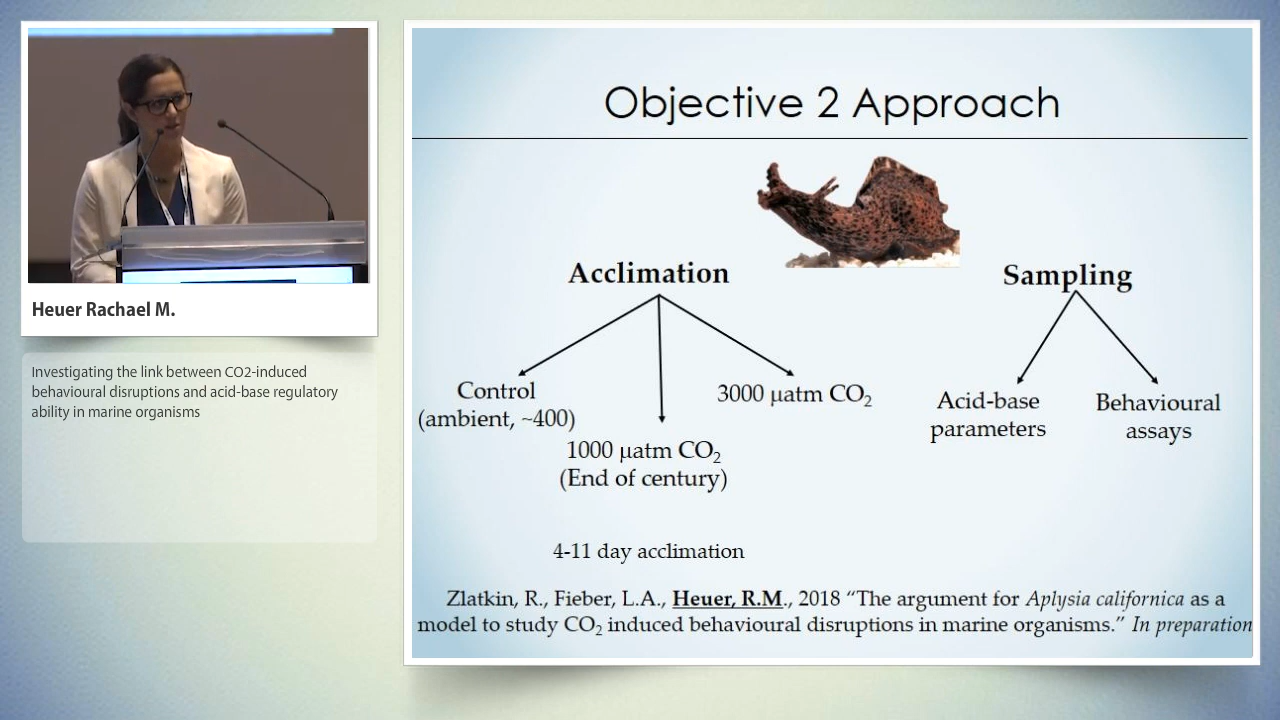 Objective 2 Approach
Acclimation
Sampling
Control
(ambient, ~400)
3000 µatm CO2
1000 µatm CO2
(End of century)
Acid-base
parameters
Behavioural
assays
4-11 day acclimation
Zlatkin, R., Fieber, L.A., Heuer, R.M., 2018 “The argument for Aplysia californica as a
model to study CO2 induced behavioural disruptions in marine organisms.” In preparation
Heuer Rachael M.
Investigating the link between CO2-induced
behavioural disruptions and acid-base regulatory
ability in marine organisms